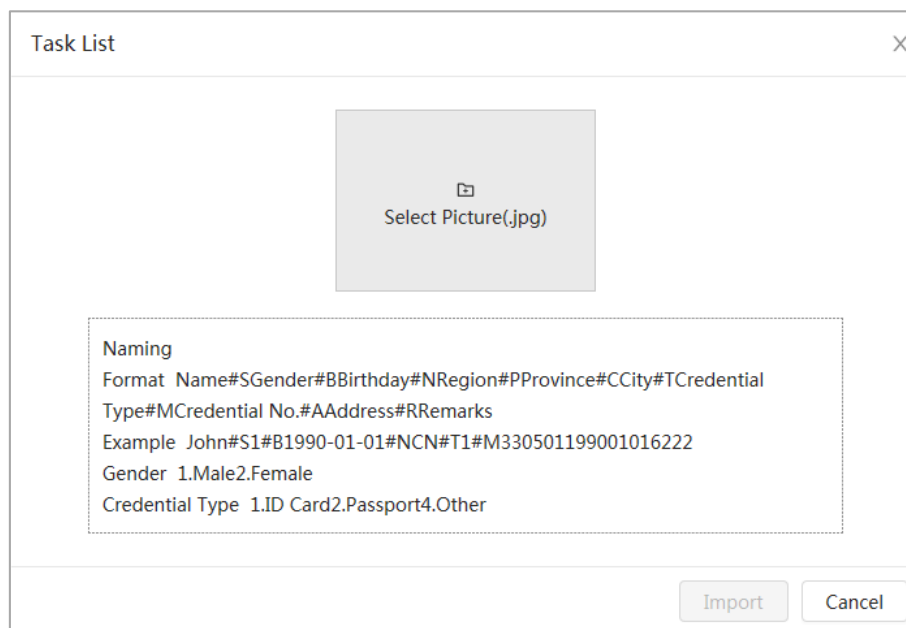 Task List
Select Picture(.jpg)
Naming
Format  Name#SGender#BBirthday#NRegion#PProvince#CCity#TCredential
Type#MCredential No.#AAddress#RRemarks
Example  John#S1#B1990-01-01#NCN#T1#M330501199001016222
Gender  1.Male2.Female
Credential Type  1.ID Card2.Passport4.Other
Import
Cancel